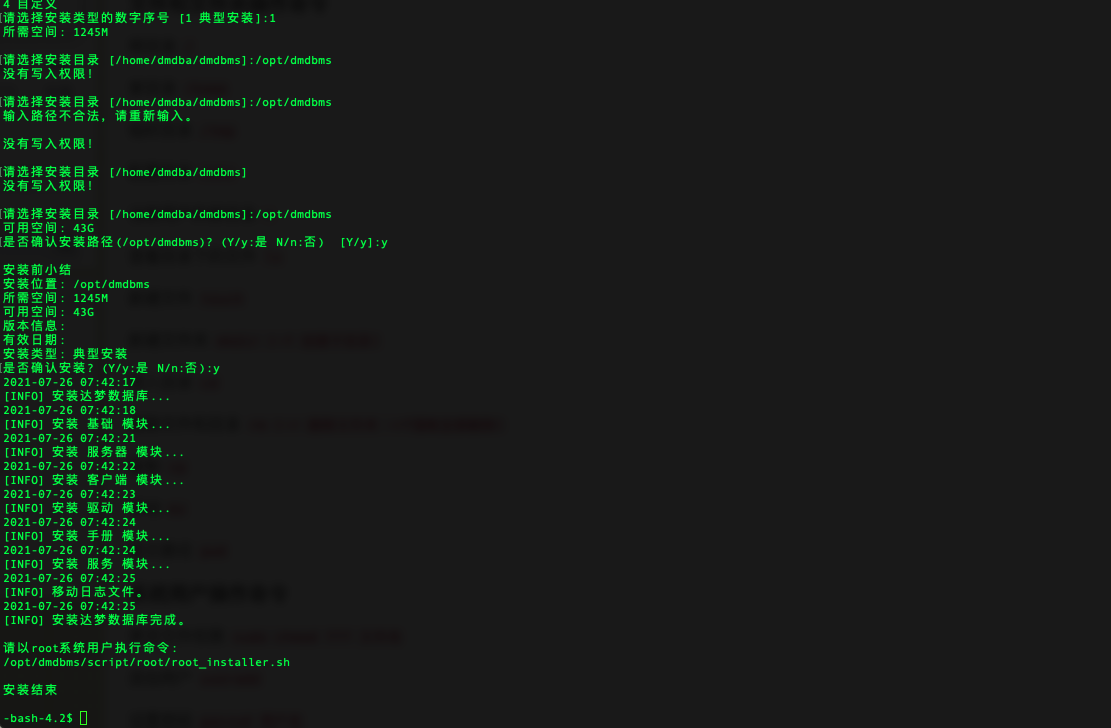 4 自定义
请选择安装类型的数字序号 [1 典型安装]:1
所需空间: 1245M
请选择安装目录 [/home/dmdba/dmdbms]:/opt/dmdbms
没有写入权限!
请选择安装目录 [/home/dmdba/dmdbms]:/opt/dmdbms
输入路径不合法, 请重新输入。
没有写入权限!
请选择安装目录 [/home/dmdba/dmdbms]
没有写入权限!
请选择安装目录 [/home/dmdba/dmdbms]:/opt/dmdbms
可用空间: 43G
是否确认安装路径(/opt/dmdbms)? (Y/y:是 N/n:否)  [Y/y]:y
安装前小结
安装位置: /opt/dmdbms
所需空间: 1245M
可用空间: 43G
版本信息:
有效日期:
安装类型: 典型安装
是否确认安装? (Y/y:是 N/n:否):y
2021-07-26 07:42:17
[INFO] 安装达梦数据库...
2021-07-26 07:42:18
[INFO] 安装 基础 模块...
2021-07-26 07:42:21
[INFO] 安装 服务器 模块...
2021-07-26 07:42:22
[INFO] 安装 客户端 模块...
2021-07-26 07:42:23
[INFO] 安装 驱动 模块...
2021-07-26 07:42:24
[INFO] 安装 手册 模块...
2021-07-26 07:42:24
[INFO] 安装 服务 模块...
2021-07-26 07:42:25
[INFO] 移动日志文件。
2021-07-26 07:42:25
[INFO] 安装达梦数据库完成。
请以root系统用户执行命令:
/opt/dmdbms/script/root/root_installer.sh
安装结束
-bash-4.2$